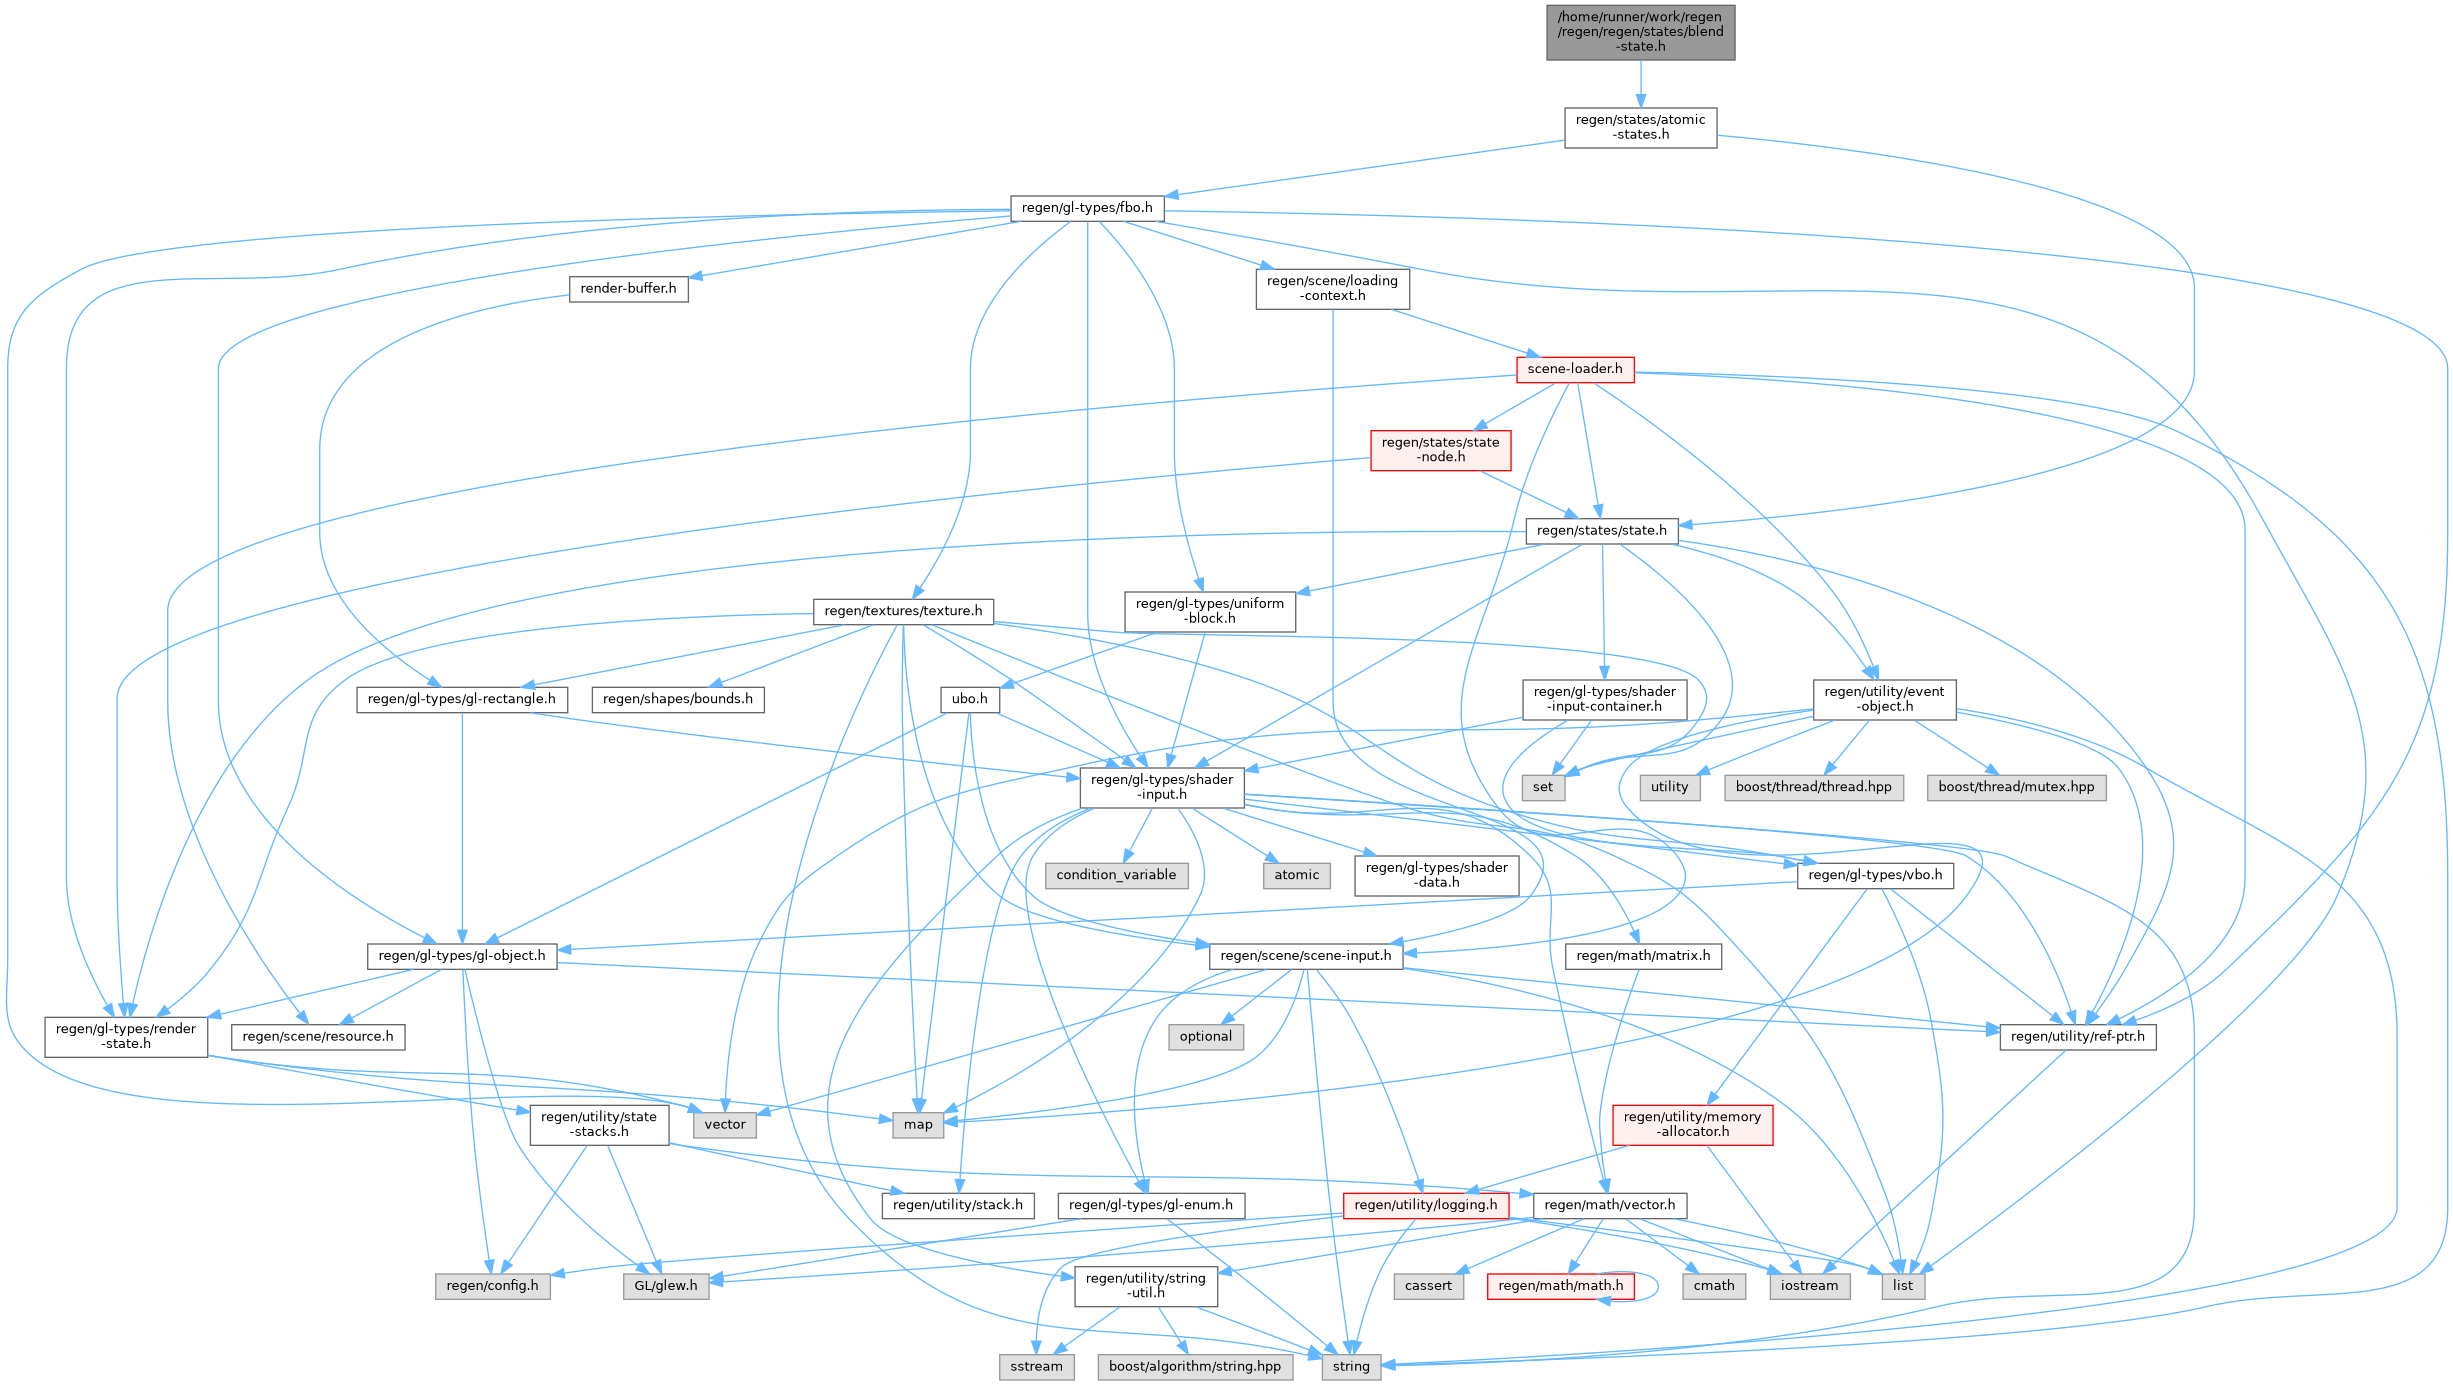 /home/runner/work/regen
/regen/regen/states/blend
-state.h
regen/states/atomic
-states.h
regen/gl-types/fbo.h
render-buffer.h
regen/scene/loading
-context.h
scene-loader.h
regen/states/state
-node.h
regen/states/state.h
regen/textures/texture.h
regen/gl-types/uniform
-block.h
regen/gl-types/gl-rectangle.h
regen/shapes/bounds.h
ubo.h
regen/gl-types/shader
-input-container.h
regen/utility/event
-object.h
regen/gl-types/shader
-input.h
set
utility
boost/thread/thread.hpp
boost/thread/mutex.hpp
condition_variable
atomic
regen/gl-types/shader
-data.h
regen/gl-types/vbo.h
regen/gl-types/gl-object.h
regen/scene/scene-input.h
regen/math/matrix.h
regen/gl-types/render
-state.h
regen/scene/resource.h
optional
regen/utility/ref-ptr.h
regen/utility/state
-stacks.h
vector
map
regen/utility/memory
-allocator.h
regen/utility/stack.h
regen/gl-types/gl-enum.h
regen/utility/logging.h
regen/math/vector.h
regen/config.h
GL/glew.h
regen/utility/string
-util.h
cassert
regen/math/math.h
cmath
iostream
list
sstream
boost/algorithm/string.hpp
string